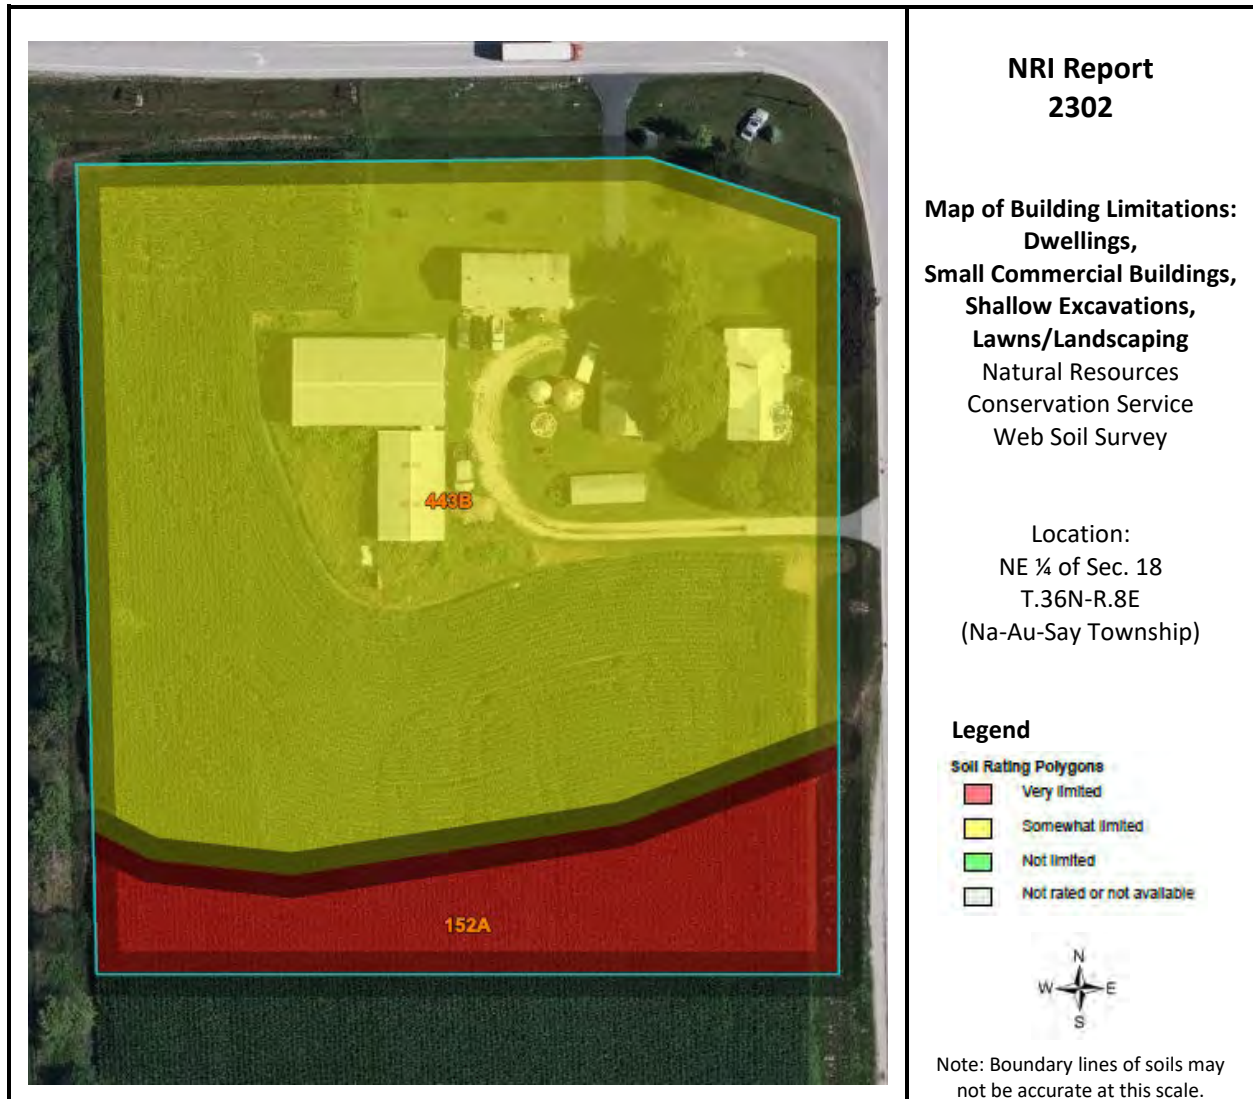 NRI Report
2302
Map of Building Limitations:
Dwellings,
Small Commercial Buildings,
Shallow Excavations,
Lawns/Landscaping
Natural Resources
Conservation Service
Web Soil Survey
Location:
NE ¼ of Sec. 18
T.36N-R.8E
(Na-Au-Say Township)
Legend
Soil Rating Polygons
Very limited
Somewhat limited
Not limited
Not rated or not available
N
W E
S
Note: Boundary lines of soils may
not be accurate at this scale.
443B
152A